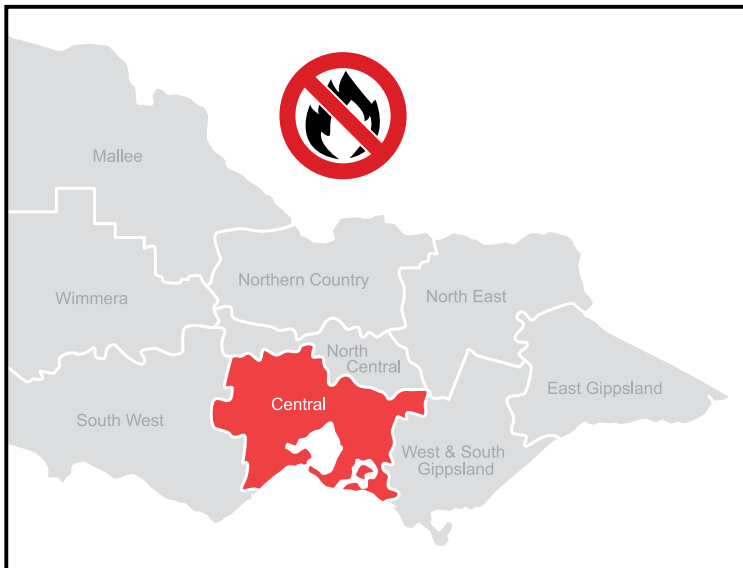 Mallee
Northern Country
North East
Wimmera
North
Central
East Gippsland
Central
South West
West & South
Gippsland